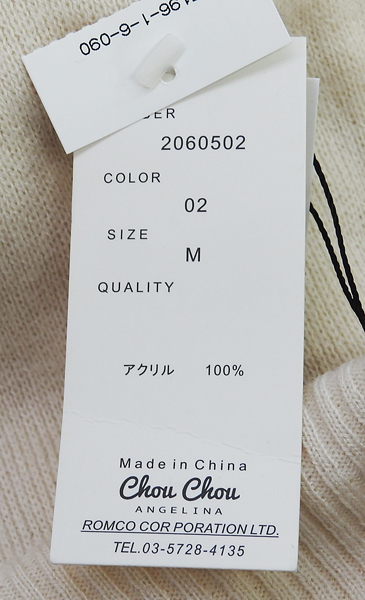 96-1-6-090
2060502
COLOR
02
SIZE
M
QUALITY
アクリル 100%
Made in China
Chou Chou
ANGELINA
ROMCO COR PORATION LTD.
TEL.03-5728-4135